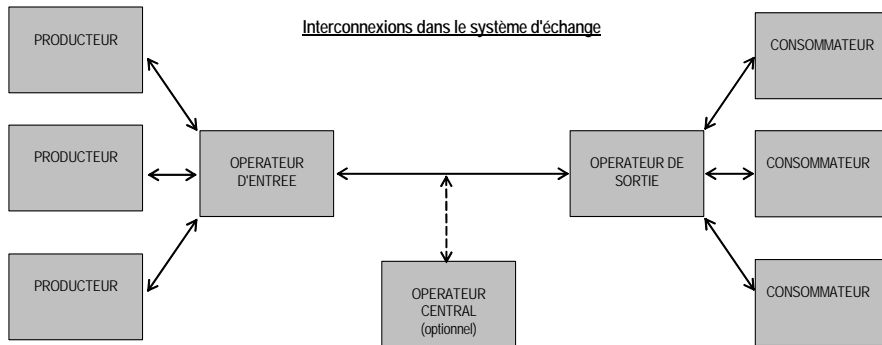 Interconnexions dans le système d'échange
PRODUCTEUR
CONSOMMATEUR
PRODUCTEUR
OPERATEUR
D'ENTREE
OPERATEUR DE
SORTIE
CONSOMMATEUR
PRODUCTEUR
OPERATEUR
CENTRAL
(optionnel)
CONSOMMATEUR